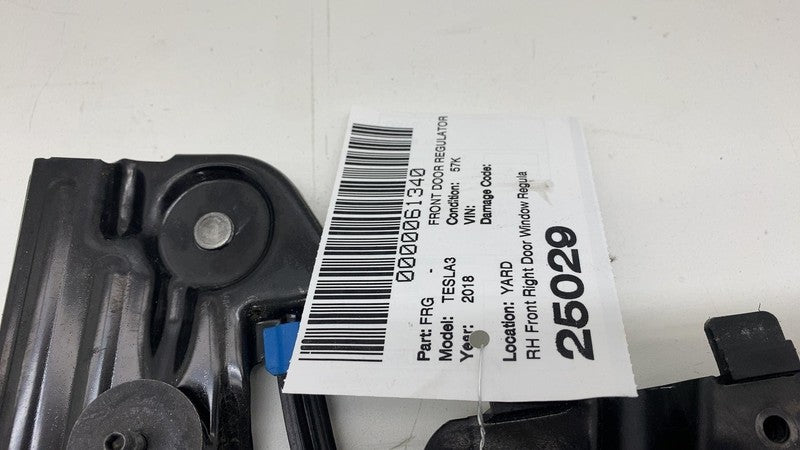 0000061340
Part: FRG - FRONT DOOR REGULATOR
Model: TESLA3 Condition: 57K
Year: 2018 VIN:
Damage Code:
Location: YARD
RH Front Right Door Window Regula
25029